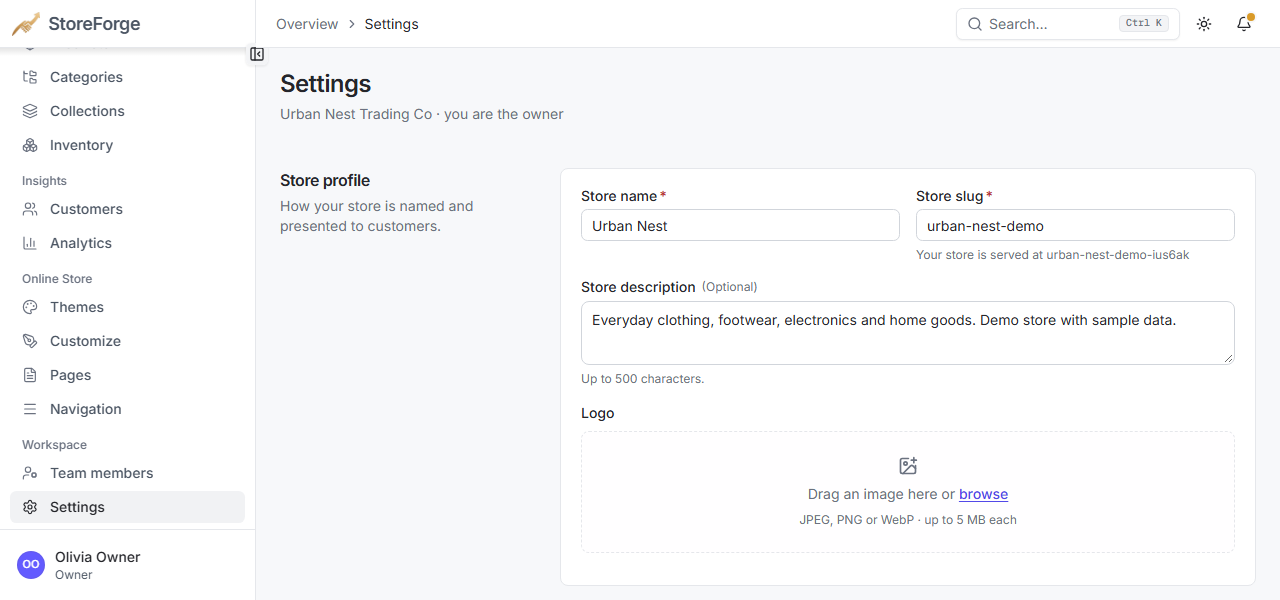 StoreForge
Overview > Settings
Search...
Ctrl K
Categories
Collections
Inventory
Insights
Customers
Analytics
Online Store
Themes
Customize
Pages
Navigation
Workspace
Team members
Settings
OO
Olivia Owner
Owner
Settings
Urban Nest Trading Co · you are the owner
Store profile
How your store is named and
presented to customers.
Store name *
Urban Nest
Store slug *
urban-nest-demo
Your store is served at urban-nest-demo-ius6ak
Store description (Optional)
Everyday clothing, footwear, electronics and home goods. Demo store with sample data.
Up to 500 characters.
Logo
Drag an image here or browse
JPEG, PNG or WebP · up to 5 MB each